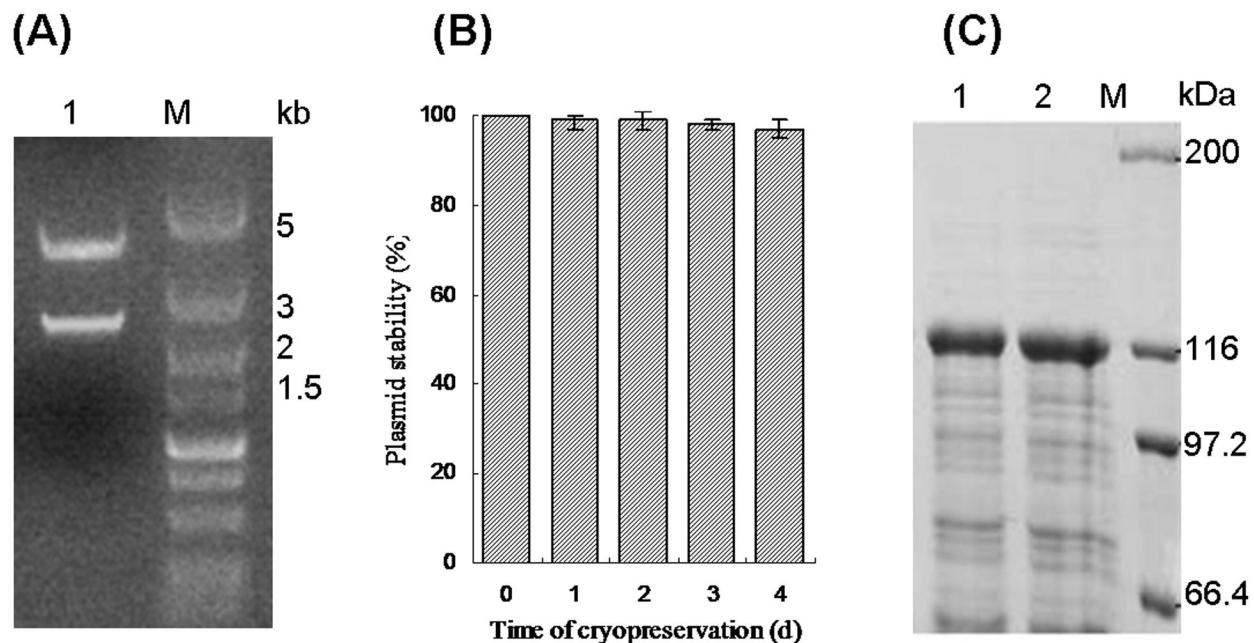 (A)
1 M kb
5
3
2
1.5
(B)
Plasmid stability (%)
100
80
60
40
20
0
0 1 2 3 4
Time of cryopreservation (d)
(C)
1 2 M kDa
200
116
97.2
66.4